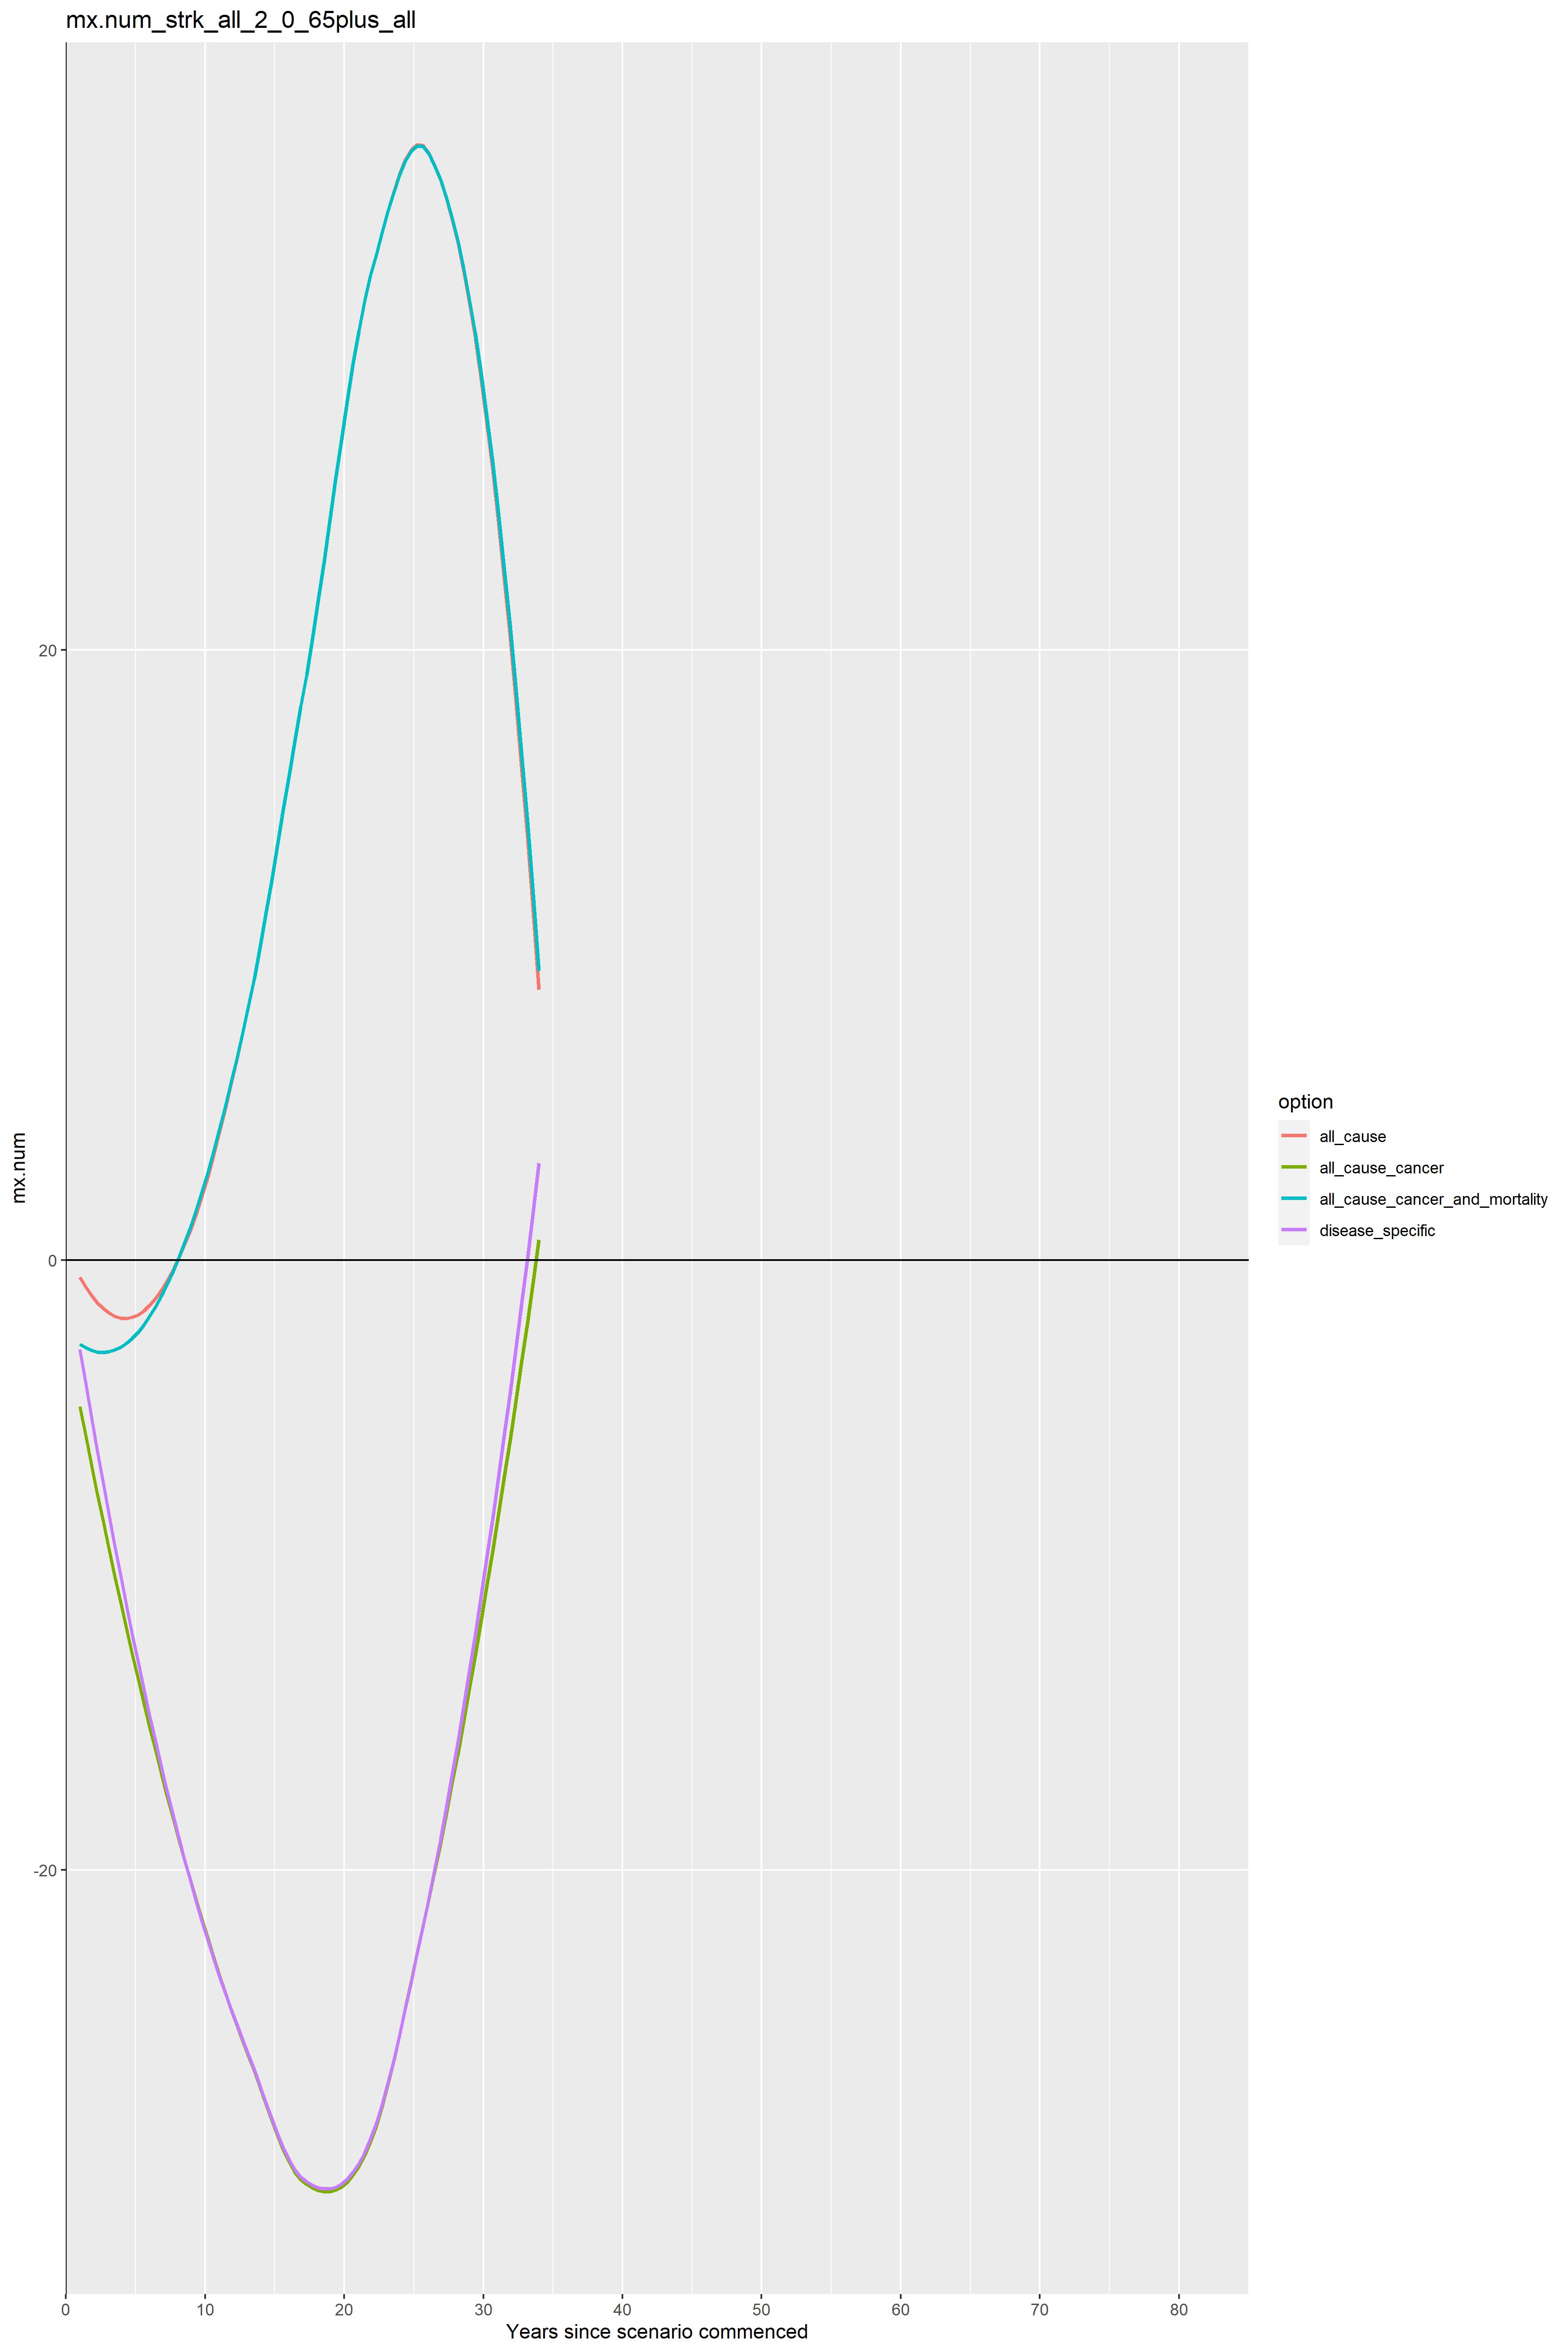 mx.num_strk_all_2_0_65plus_all
mx.num
20
0
-20
0 10 20 30 40 50 60 70 80
Years since scenario commenced
option
all_cause
all_cause_cancer
all_cause_cancer_and_mortality
disease_specific